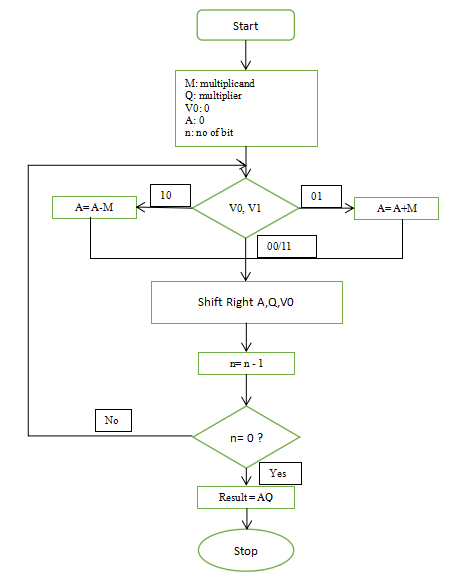 Start
M: multiplicand
Q: multiplier
V0: 0
A: 0
n: no of bit
10
V0, V1
01
A= A-M
A= A+M
00/11
Shift Right A,Q,V0
n= n - 1
No
n= 0 ?
Yes
Result = AQ
Stop